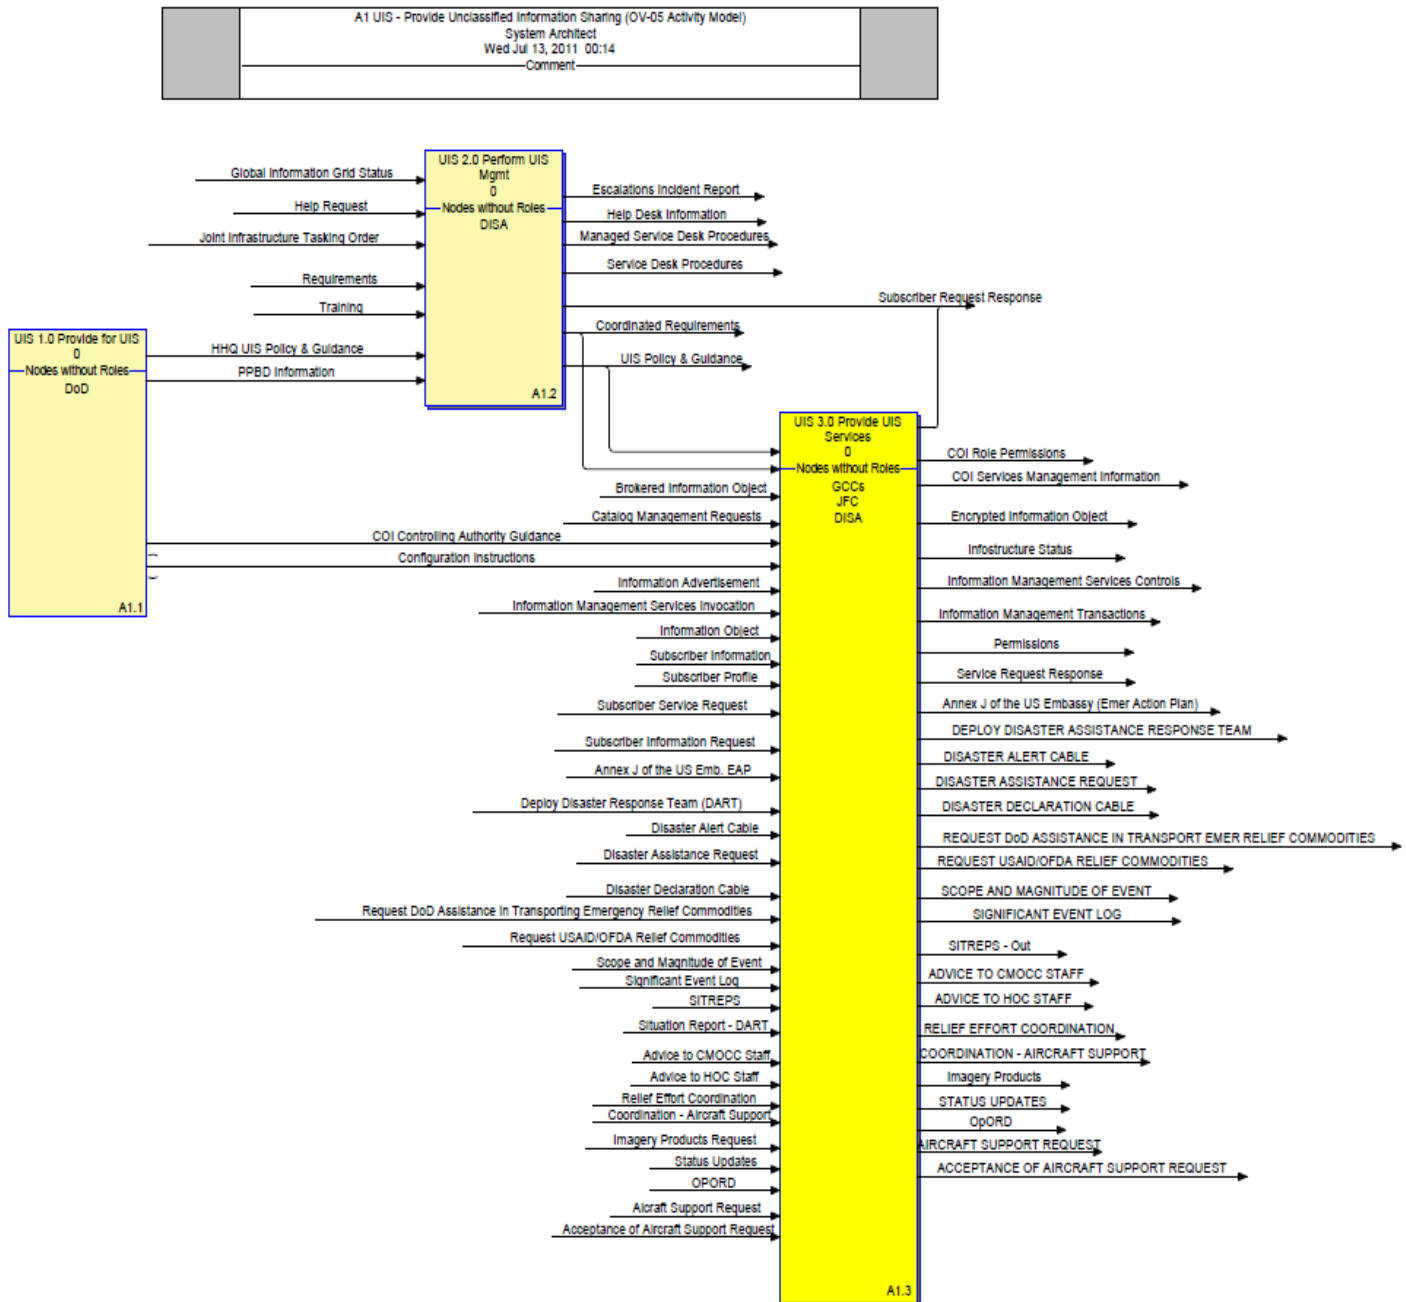 A1 UIS - Provide Unclassified Information Sharing (OV-05 Activity Model)
System Architect
Wed Jul 13, 2011 00:14
Comment
UIS 1.0 Provide for UIS
0
Nodes without Roles
DoD
A1.1
UIS 2.0 Perform UIS
Mgmt
0
Nodes without Roles
DISA
A1.2
Global Information Grid Status
Help Request
Joint Infrastructure Tasking Order
Requirements
Training
HHQ UIS Policy & Guidance
PPBD Information
Escalations Incident Report
Help Desk Information
Managed Service Desk Procedures
Service Desk Procedures
Subscriber Request Response
Coordinated Requirements
UIS Policy & Guidance
UIS 3.0 Provide UIS
Services
0
Nodes without Roles
GCCs
JFC
DISA
A1.3
Brokered Information Object
Catalog Management Requests
COI Controlling Authority Guidance
Configuration Instructions
Information Advertisement
Information Management Services Invocation
Information Object
Subscriber Information
Subscriber Profile
Subscriber Service Request
Subscriber Information Request
Annex J of the US Emb. EAP
Deploy Disaster Response Team (DART)
Disaster Alert Cable
Disaster Assistance Request
Disaster Declaration Cable
Request DoD Assistance in Transporting Emergency Relief Commodities
Request USAID/OFDA Relief Commodities
Scope and Magnitude of Event
Significant Event Log
SITREPS
Situation Report - DART
Advice to CMOCC Staff
Advice to HOC Staff
Relief Effort Coordination
Coordination - Aircraft Support
Imagery Products Request
Status Updates
OPORD
Aicraft Support Request
Acceptance of Aircraft Support Request
COI Role Permissions
COI Services Management Information
Encrypted Information Object
Infostructure Status
Information Management Services Controls
Information Management Transactions
Permissions
Service Request Response
Annex J of the US Embassy (Emer Action Plan)
DEPLOY DISASTER ASSISTANCE RESPONSE TEAM
DISASTER ALERT CABLE
DISASTER ASSISTANCE REQUEST
DISASTER DECLARATION CABLE
REQUEST DoD ASSISTANCE IN TRANSPORT EMER RELIEF COMMODITIES
REQUEST USAID/OFDA RELIEF COMMODITIES
SCOPE AND MAGNITUDE OF EVENT
SIGNIFICANT EVENT LOG
SITREPS - Out
ADVICE TO CMOCC STAFF
ADVICE TO HOC STAFF
RELIEF EFFORT COORDINATION
COORDINATION - AIRCRAFT SUPPORT
Imagery Products
STATUS UPDATES
OpORD
AIRCRAFT SUPPORT REQUEST
ACCEPTANCE OF AIRCRAFT SUPPORT REQUEST